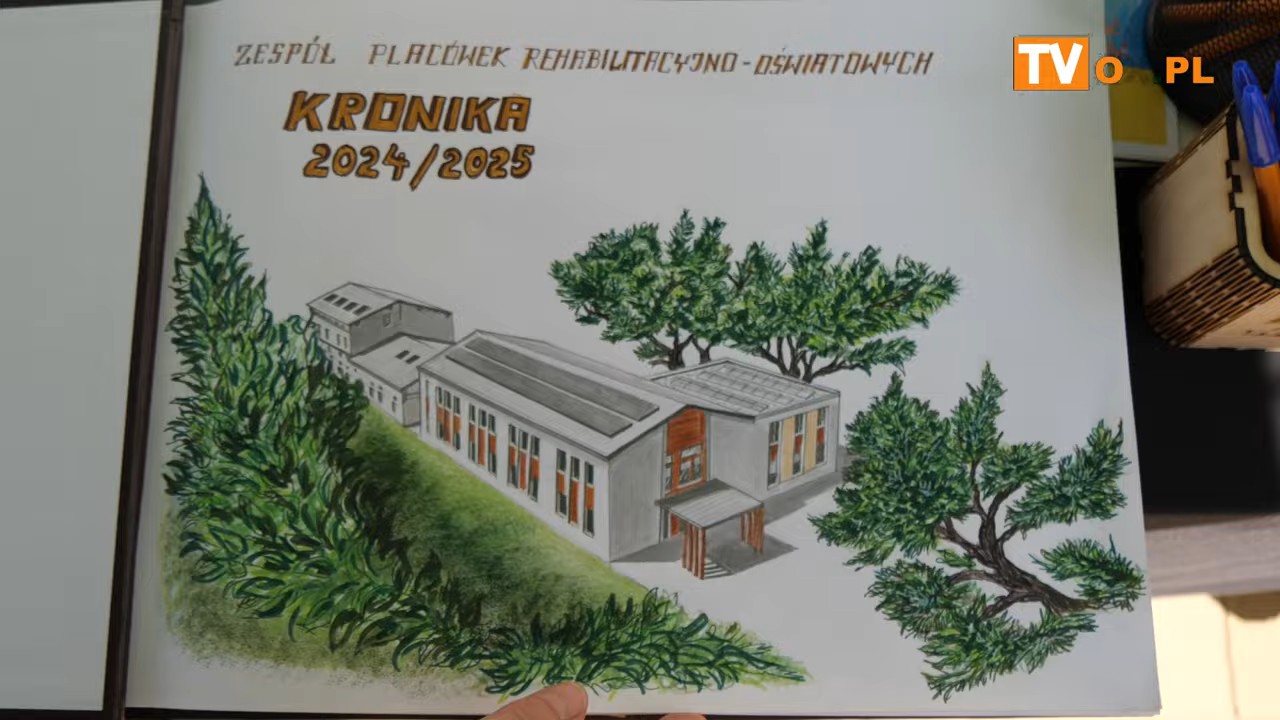 ZESPÓŁ PLACÓWEK REHABILITACYJNO-OŚWIATOWYCH
KRONIKA
2024/2025
TVO PL